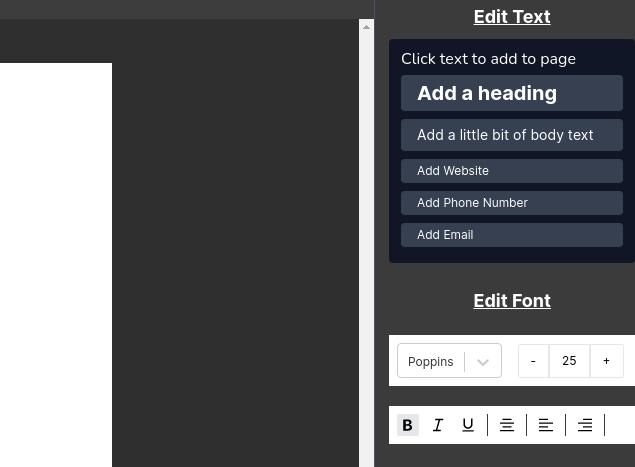 Edit Text
Click text to add to page
Add a heading
Add a little bit of body text
Add Website
Add Phone Number
Add Email
Edit Font
Poppins - 25 +
B I U